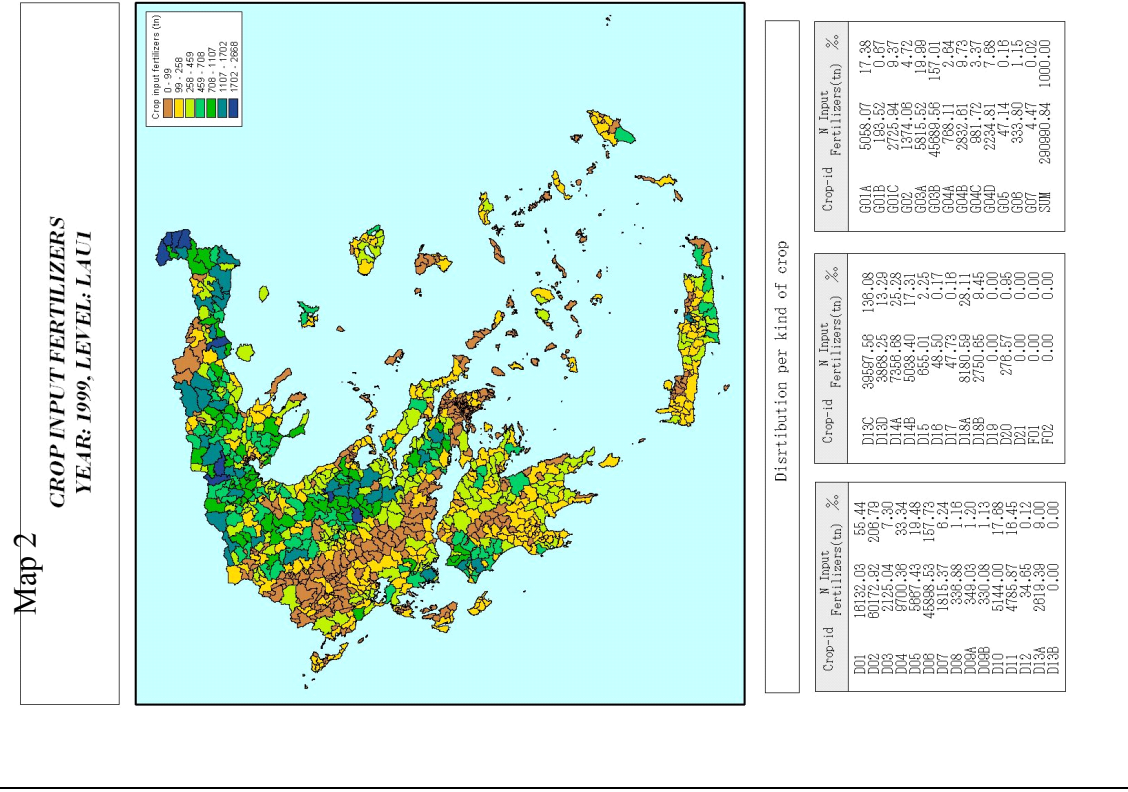 Map 2
CROP INPUT FERTILIZERS
YEAR: 1999, LEVEL: LAU1
Crop input fertilizers (tn)
0 - 99
99 - 258
258 - 459
459 - 708
708 - 1107
1107 - 1702
1702 - 2668
Disrtibution per kind of crop
Crop-id N Input Fertilizers(tn) ‰
D01 16132.03 55.44
D02 60172.92 206.79
D03 2125.04 7.30
D04 9700.36 33.34
D05 5667.43 19.48
D06 45898.53 157.73
D07 1815.37 6.24
D08 336.88 1.16
D09A 349.03 1.20
D09B 330.08 1.13
D10 5144.00 17.68
D11 4785.87 16.45
D12 34.65 0.12
D13A 2619.39 9.00
D13B 0.00 0.00
Crop-id N Input Fertilizers(tn) ‰
D13C 39597.58 136.08
D13D 3868.25 13.29
D14A 7356.68 25.28
D14B 5038.40 17.31
D15 655.01 2.25
D16 48.50 0.17
D17 47.73 0.16
D18A 8180.59 28.11
D18B 2750.65 9.45
D19 0.00 0.00
D20 276.57 0.95
D21 0.00 0.00
F01 0.00 0.00
F02 0.00 0.00
Crop-id N Input Fertilizers(tn) ‰
G01A 5058.07 17.38
G01B 193.52 0.67
G01C 2725.94 9.37
G02 1374.06 4.72
G03A 5815.52 19.99
G03B 45689.56 157.01
G04A 768.11 2.64
G04B 2832.61 9.73
G04C 981.72 3.37
G04D 2234.81 7.68
G05 47.14 0.16
G06 333.80 1.15
G07 4.47 0.02
SUM 290990.84 1000.00